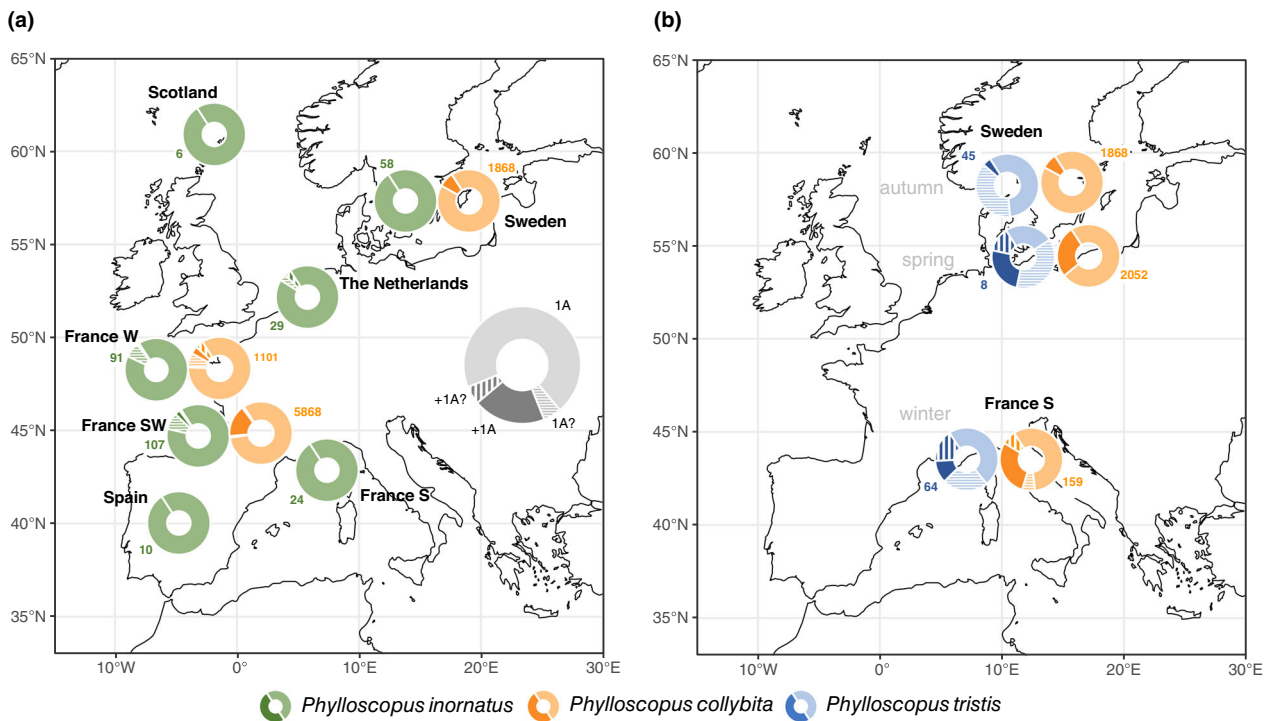 (a)
(b)
65°N
60°N
55°N
50°N
45°N
40°N
35°N
10°W
0°
10°E
20°E
30°E
Scotland
6
58
1868
Sweden
The Netherlands
29
France W
91
1101
1A
+1A?
+1A
1A?
France SW
107
5868
24
France S
Spain
10
65°N
60°N
55°N
50°N
45°N
40°N
35°N
10°W
0°
10°E
20°E
30°E
Sweden
45
1868
autumn
spring
8
2052
winter
France S
64
159
Phylloscopus inornatus
Phylloscopus collybita
Phylloscopus tristis